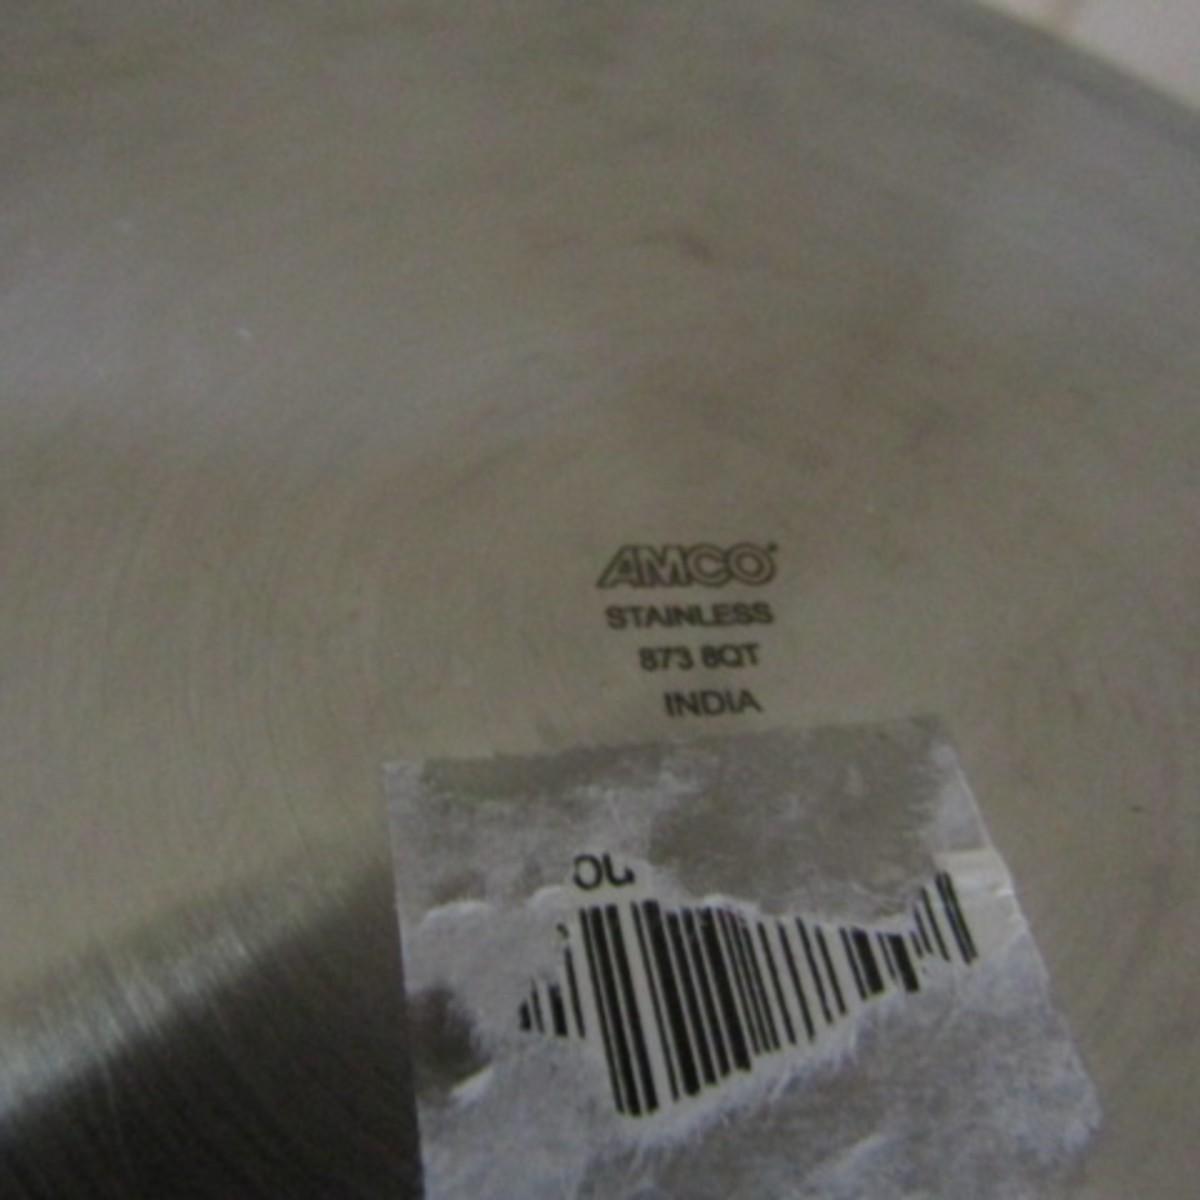 AMCO
STAINLESS
873 8QT
INDIA